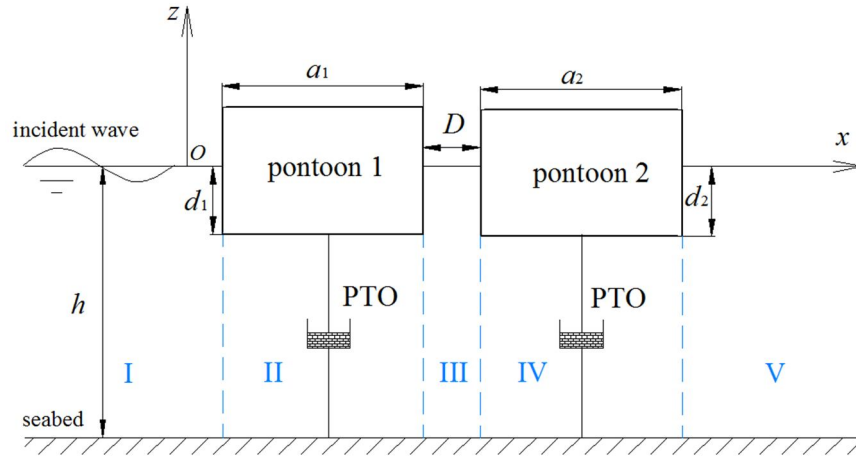 z
a1
a2
incident wave
D
x
O
pontoon 1
pontoon 2
d1
d2
h
PTO
PTO
I
II
III
IV
V
seabed